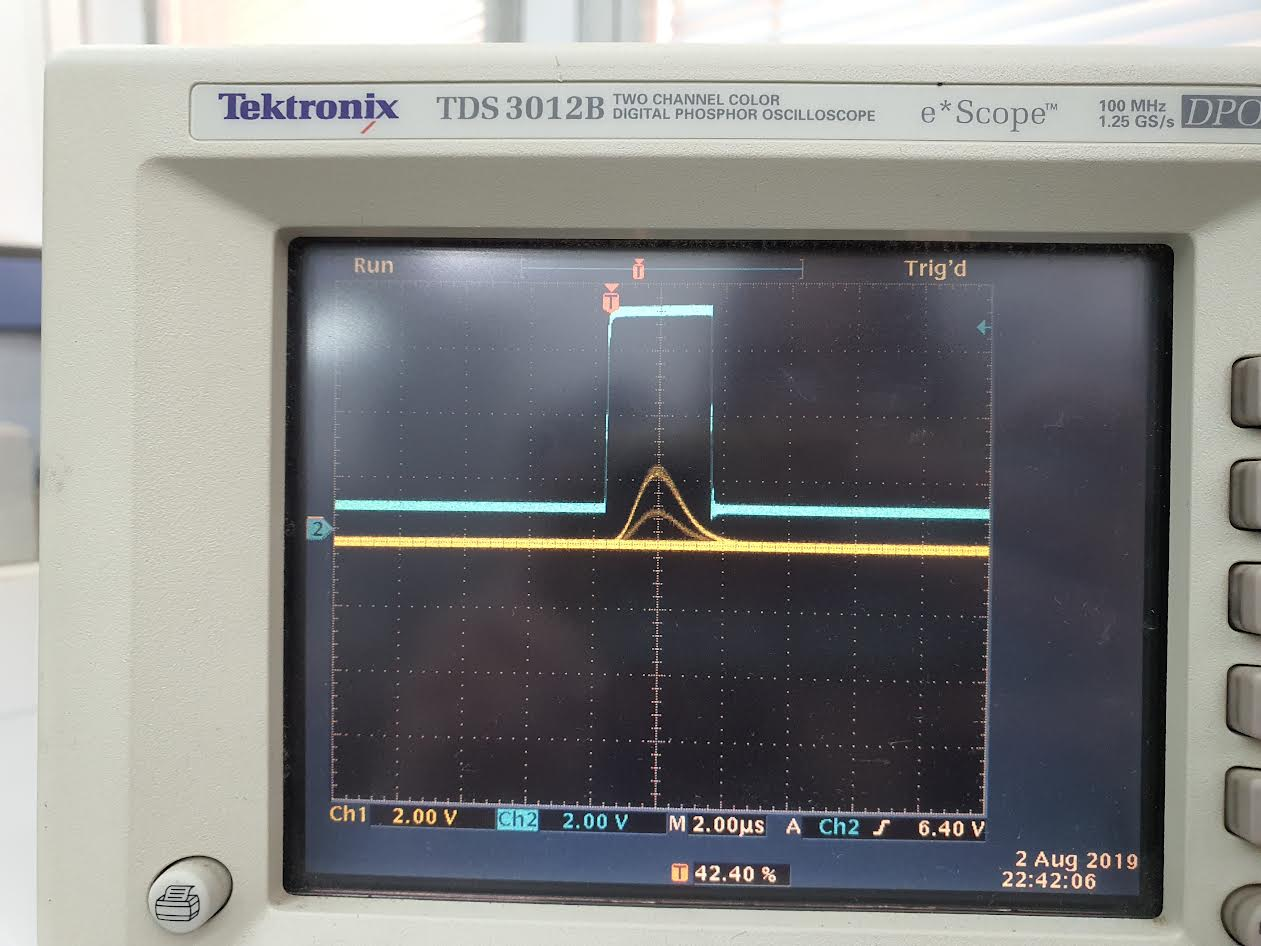 Tektronix TDS 3012B TWO CHANNEL COLOR
DIGITAL PHOSPHOR OSCILLOSCOPE
e*Scope™
100 MHz
1.25 GS/s
DPO
Run
T
Trig'd
T
2
Ch1 2.00 V Ch2 2.00 V M 2.00µs A Ch2 6.40 V
T 42.40 %
2 Aug 2019
22:42:06